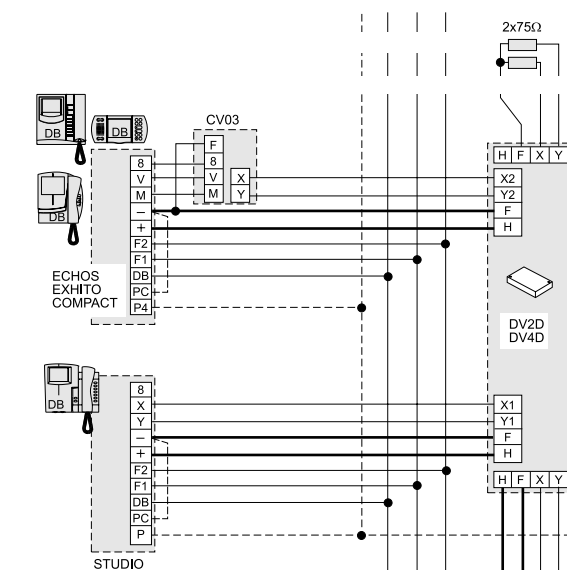 2x75Ω
CV03
DB
DB
DB
F
8
V
M
X
Y
8
V
M
–
+
F2
F1
DB
PC
P4
ECHOS
EXHITO
COMPACT
H F X Y
X2
Y2
F
H
DV2D
DV4D
DB
8
X
Y
–
+
F2
F1
DB
PC
P
STUDIO
X1
Y1
F
H
H F X Y